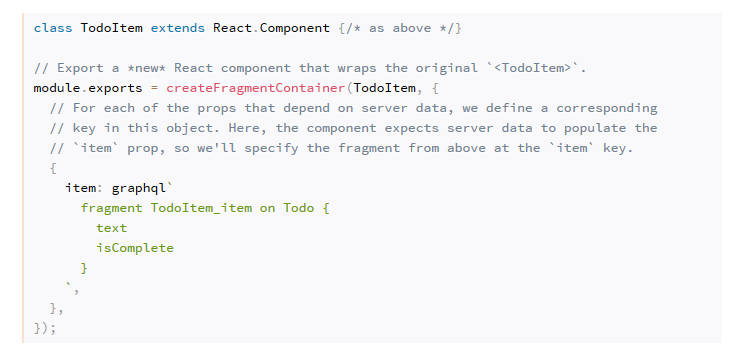 class TodoItem extends React.Component {/* as above */}
// Export a *new* React component that wraps the original `<TodoItem>`.
module.exports = createFragmentContainer(TodoItem, {
  // For each of the props that depend on server data, we define a corresponding
  // key in this object. Here, the component expects server data to populate the
  // `item` prop, so we'll specify the fragment from above at the `item` key.
  {
    item: graphql`
      fragment TodoItem_item on Todo {
        text
        isComplete
      }
    `,
  },
});